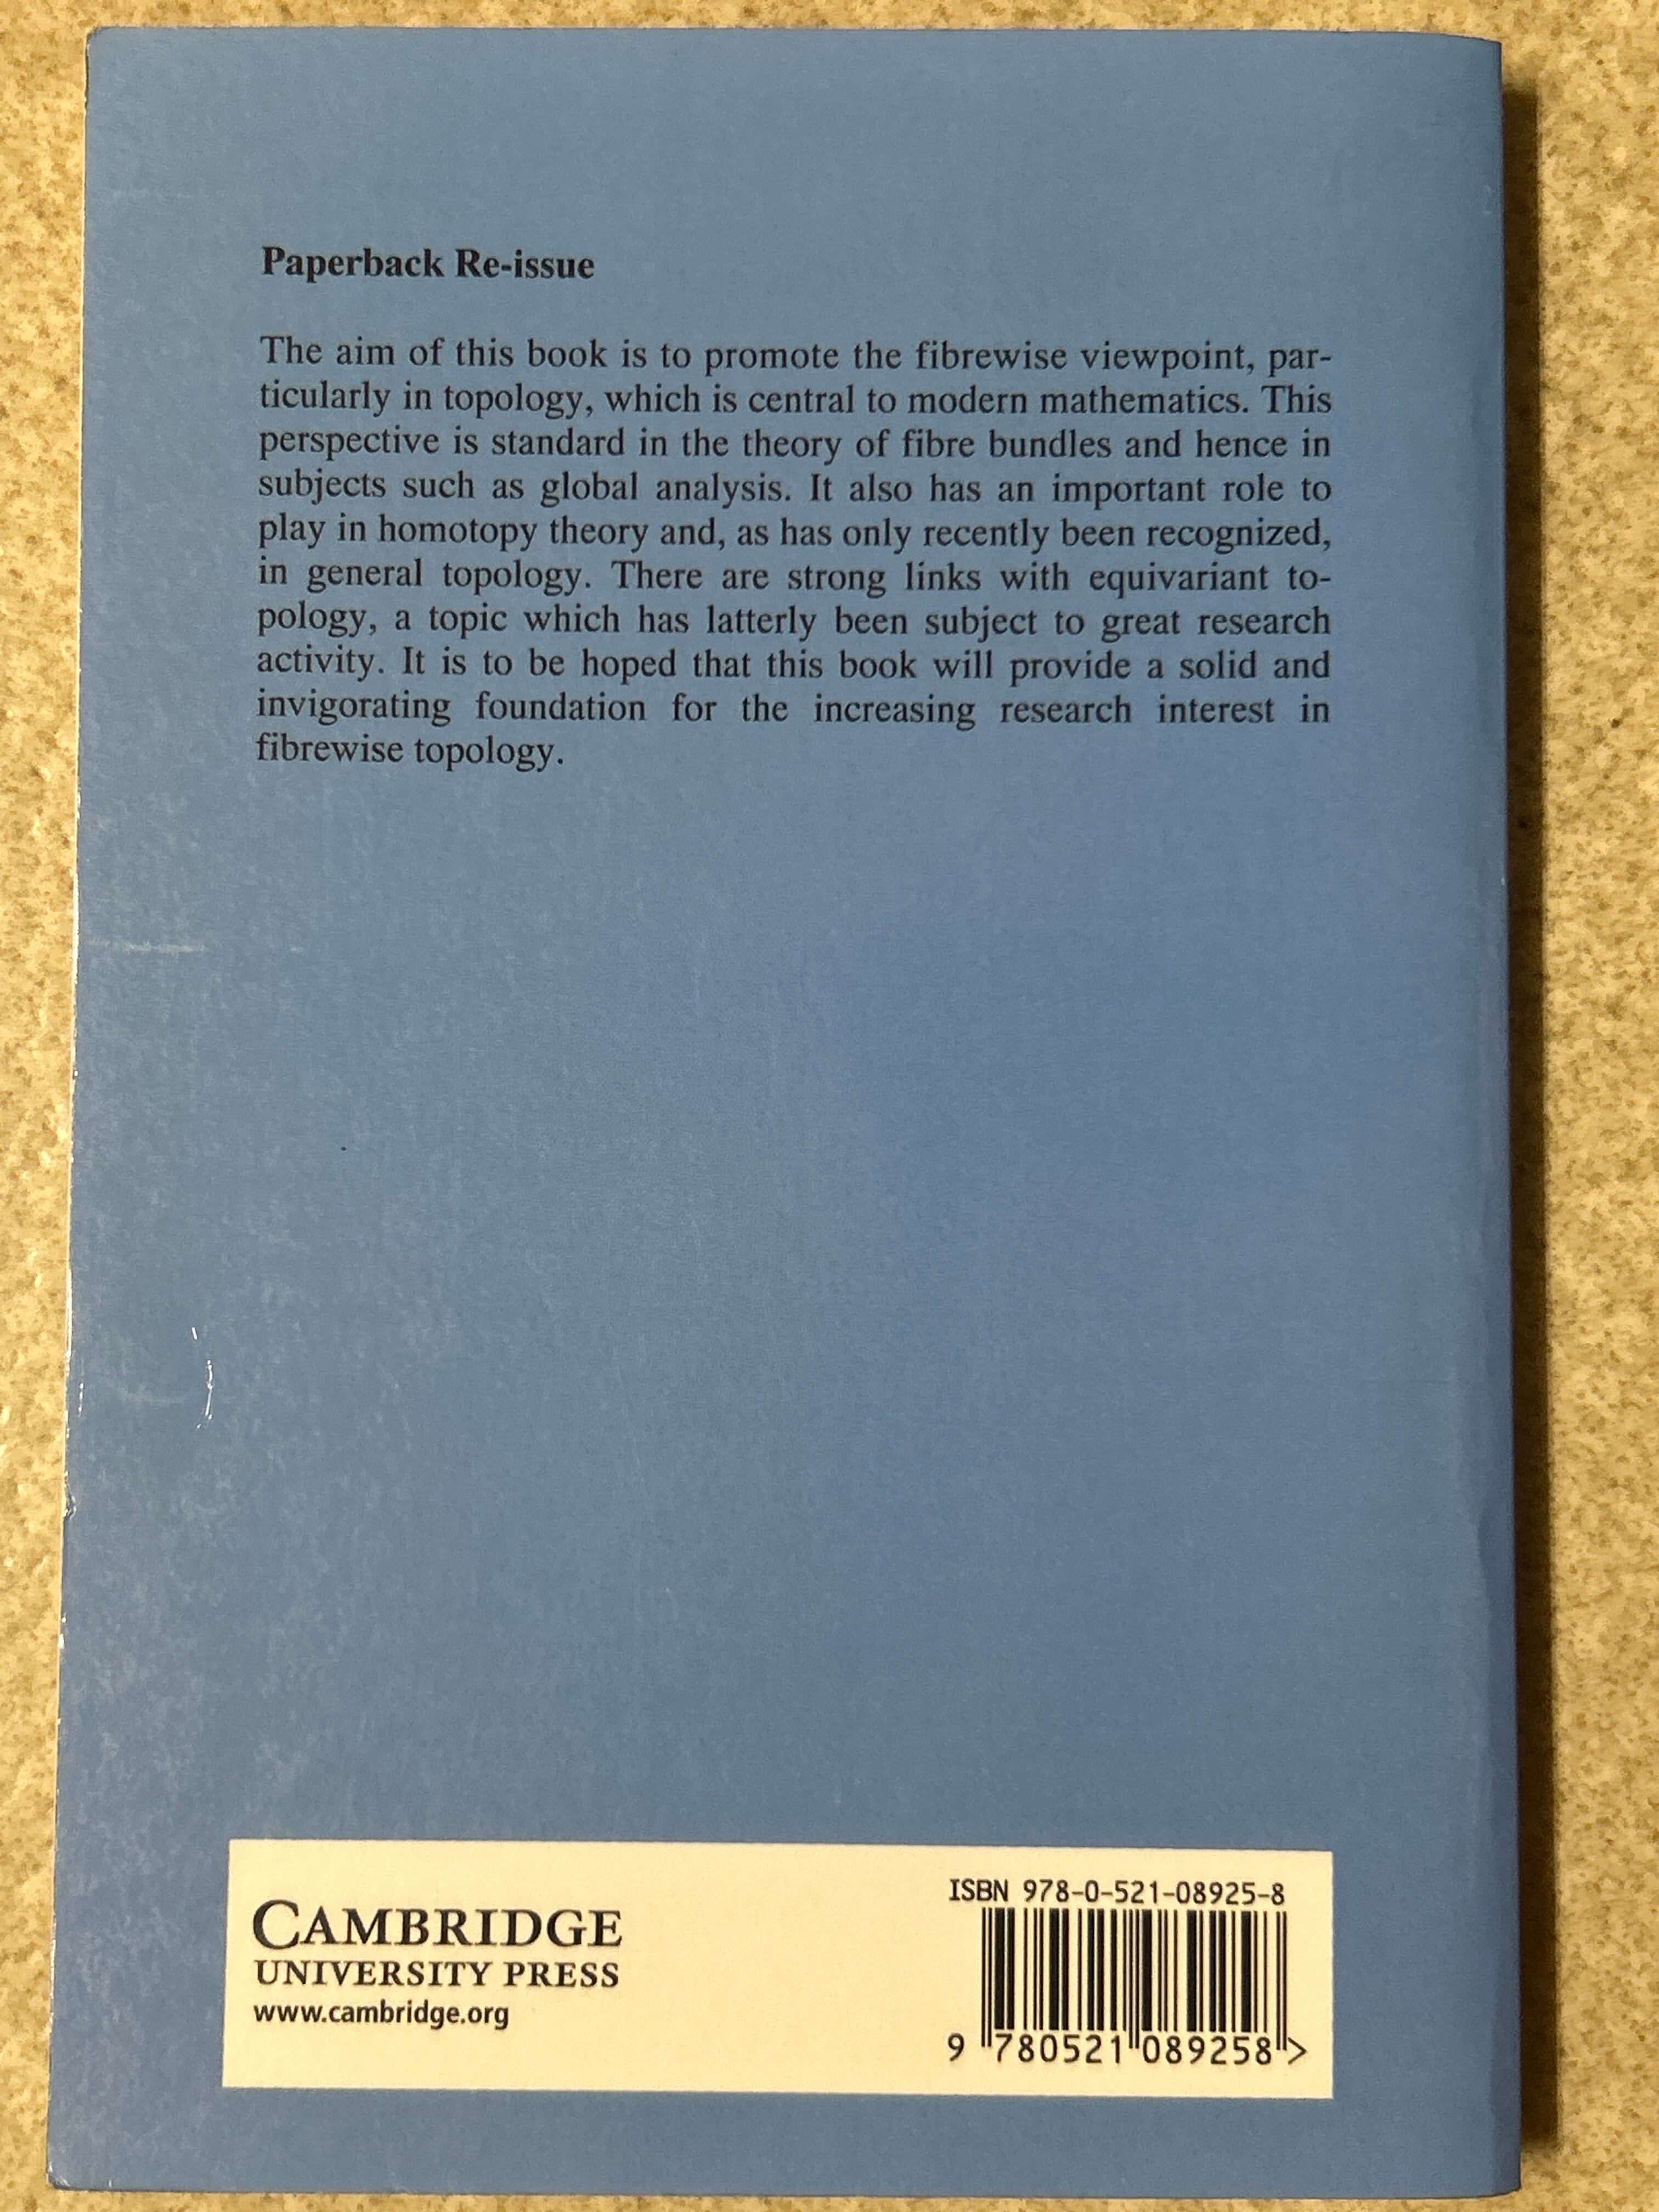 Paperback Re-issue
The aim of this book is to promote the fibrewise viewpoint, par-
ticularly in topology, which is central to modern mathematics. This
perspective is standard in the theory of fibre bundles and hence in
subjects such as global analysis. It also has an important role to
play in homotopy theory and, as has only recently been recognized,
in general topology. There are strong links with equivariant to-
pology, a topic which has latterly been subject to great research
activity. It is to be hoped that this book will provide a solid and
invigorating foundation for the increasing research interest in
fibrewise topology.
CAMBRIDGE
UNIVERSITY PRESS
www.cambridge.org
ISBN 978-0-521-08925-8
9 780521 089258 >